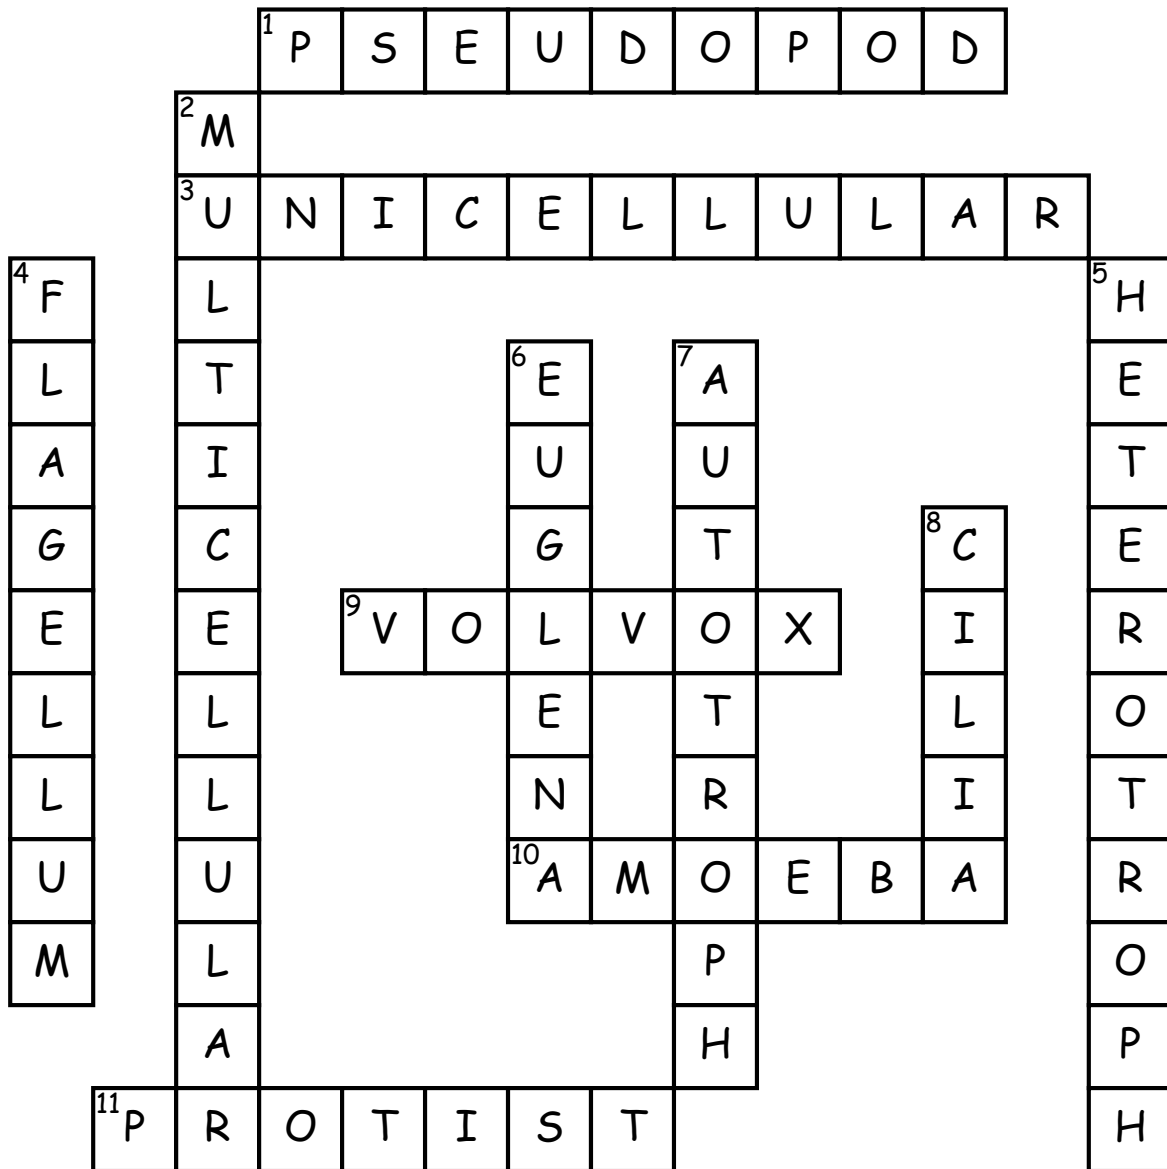 1 P S E U D O P O D
2 M
3 U N I C E L L U L A R
4 F L 5 H
L T 6 E 7 A E
A I U U T
G C G T 8 C E
E E 9 V O L V O X I R
L L E T L O
L L N R I T
U U 10 A M O E B A R
M L P O
A H P
11 P R O T I S T H